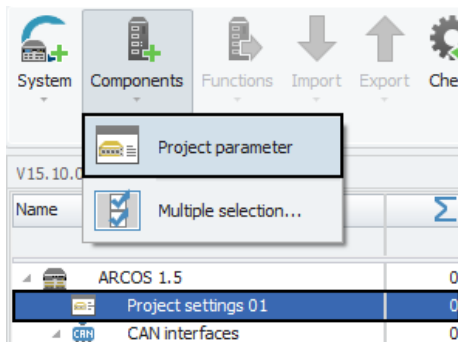 System Components Functions Import Export Che
Project parameter
V15.10.0
Multiple selection...
Name Σ
ARCOS 1.5 0
Project settings 01 0
CAN CAN interfaces 0